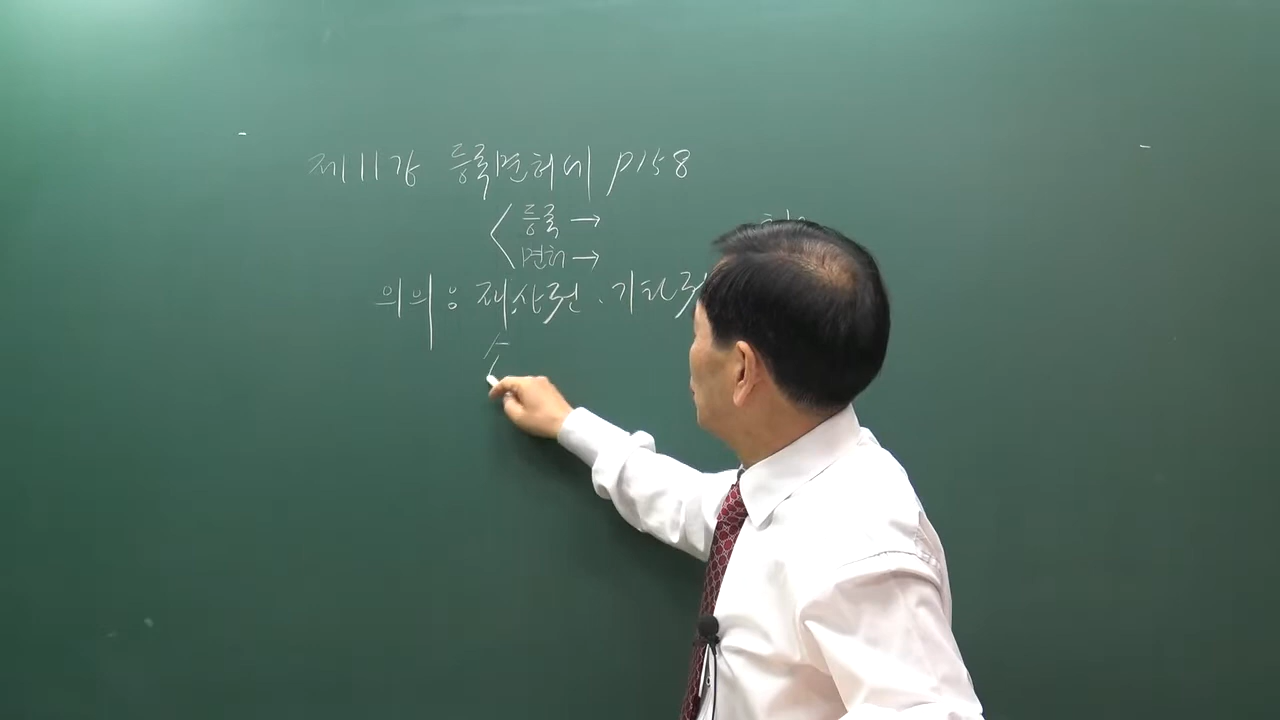 제11강 등록면허세 p158
등록 →
면허 →
의의 : 재산권 · 기타권